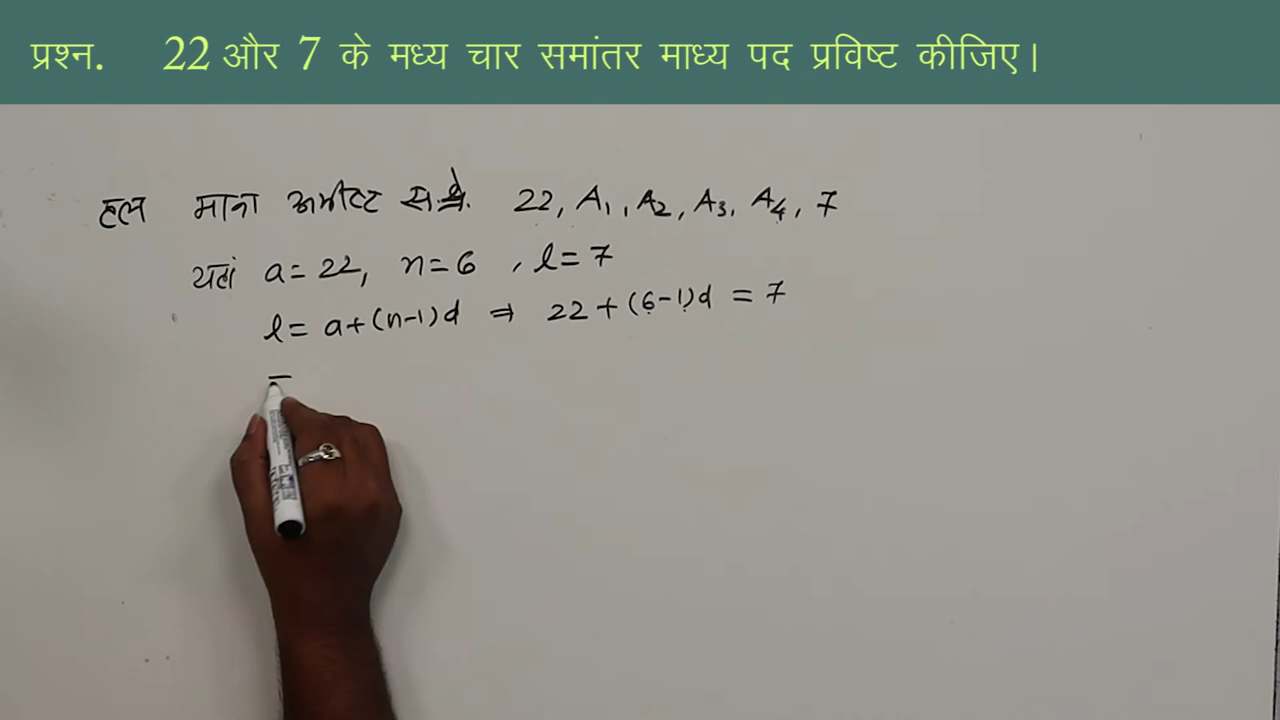 प्रश्न. 22 और 7 के मध्य चार समांतर माध्य पद प्रविष्ट कीजिए।
हल माना अभीष्ट स.श्रे. 22, A₁, A₂, A₃, A₄, 7
यहां a = 22, n = 6, l = 7
l = a+(n-1)d ⇒ 22+(6-1)d = 7